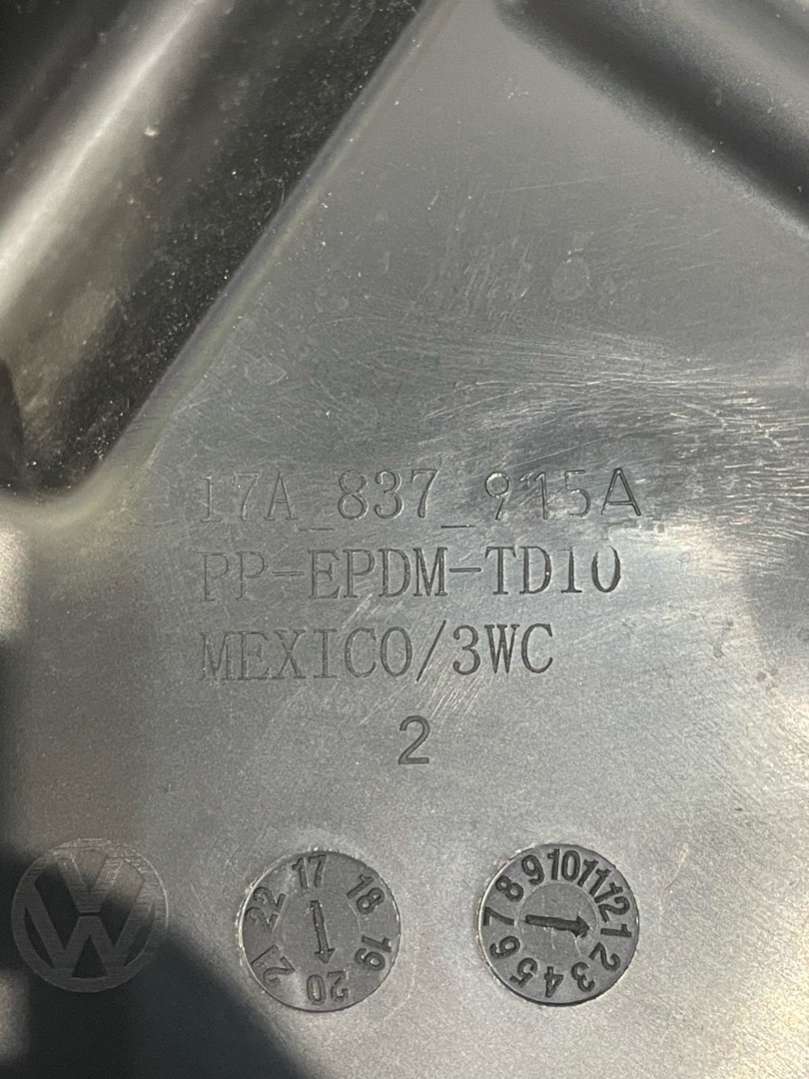 17A_837_915A
PP-EPDM-TD10
MEXICO/3WC
2
17 18 19 20 21 22
1 2 3 4 5 6 7 8 9 10 11 12
VW